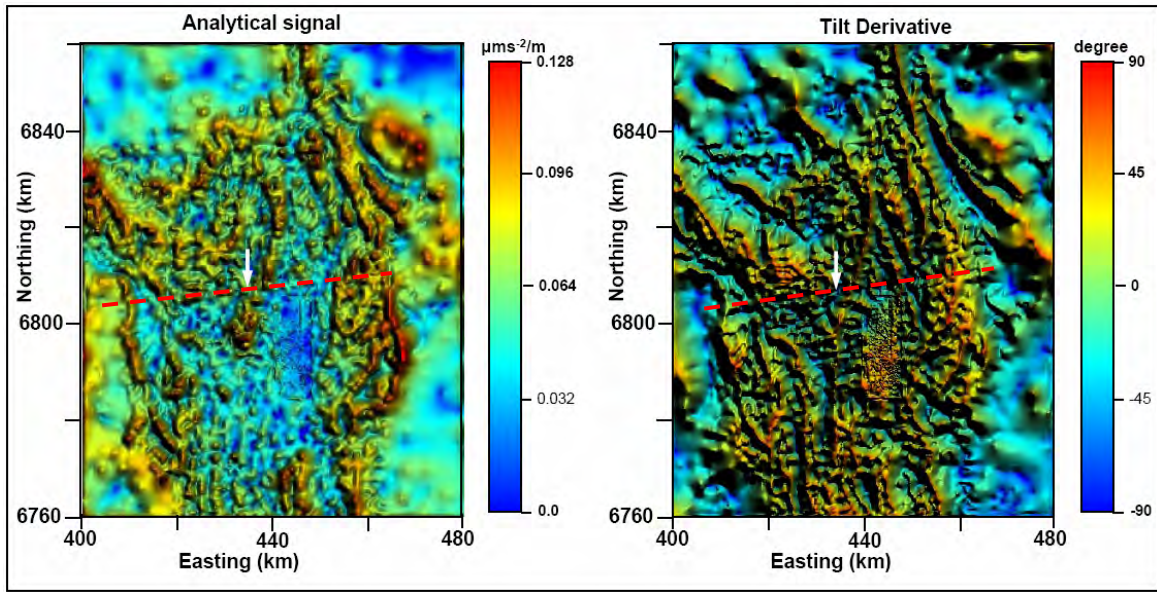 Analytical signal
µms-2/m
0.128
0.096
0.064
0.032
0.0
6840
6800
6760
Northing (km)
400
440
480
Easting (km)
Tilt Derivative
degree
90
45
0
-45
-90
6840
6800
6760
Northing (km)
400
440
480
Easting (km)